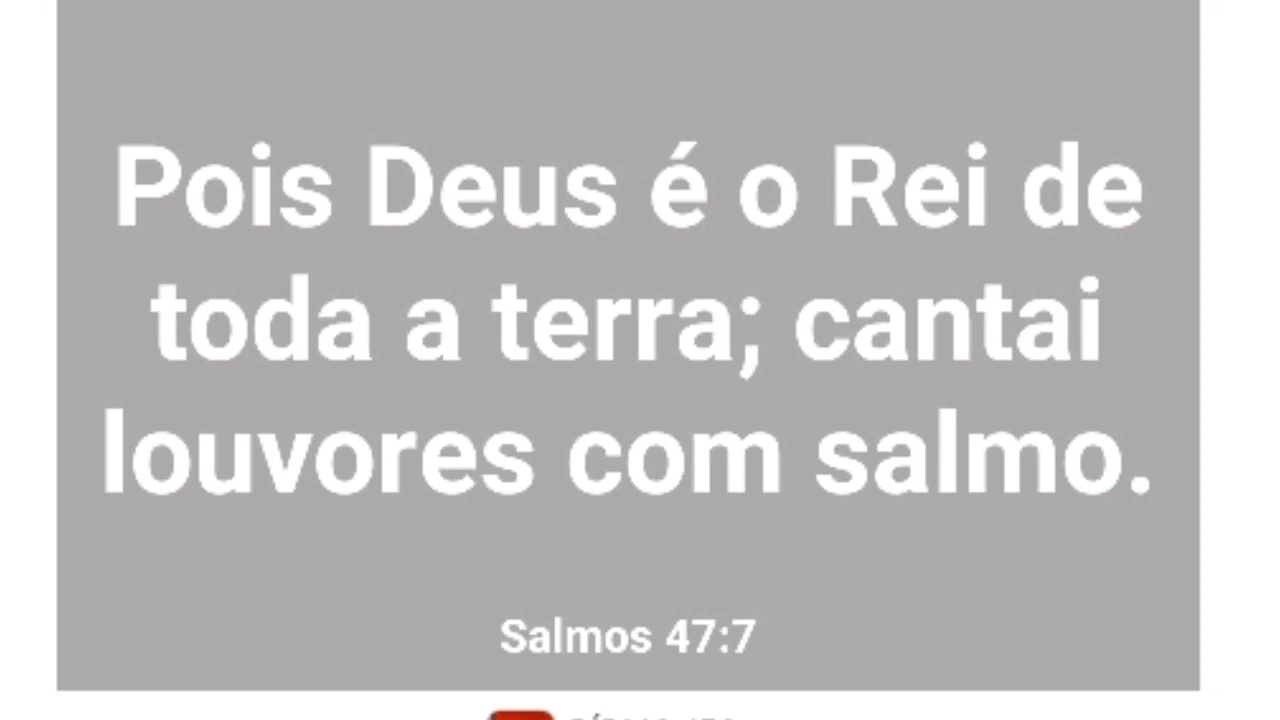 Pois Deus é o Rei de
toda a terra; cantai
louvores com salmo.
Salmos 47:7